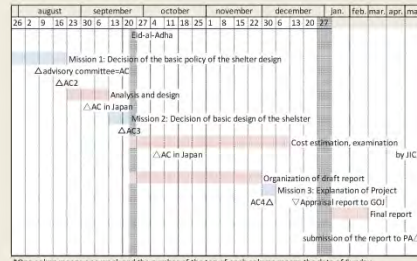 august september october november december jan. feb. mar. apr. ma
26 2 9 16 23 30 6 13 20 27 4 11 18 25 1 8 15 22 29 6 13 20 27
Eid-al-Adha
Mission 1: Decision of the basic policy of the shelter design
△advisory committee=AC
△AC2
Analysis and design
△AC in Japan
Mission 2: Decision of basic design of the shelster
△AC3
Cost estimation, examination
△AC in Japan
by JIC
Organization of draft report
Mission 3: Explanation of Project
AC4△ ▽Appraisal report to GOJ
Final report
submission of the report to PA/